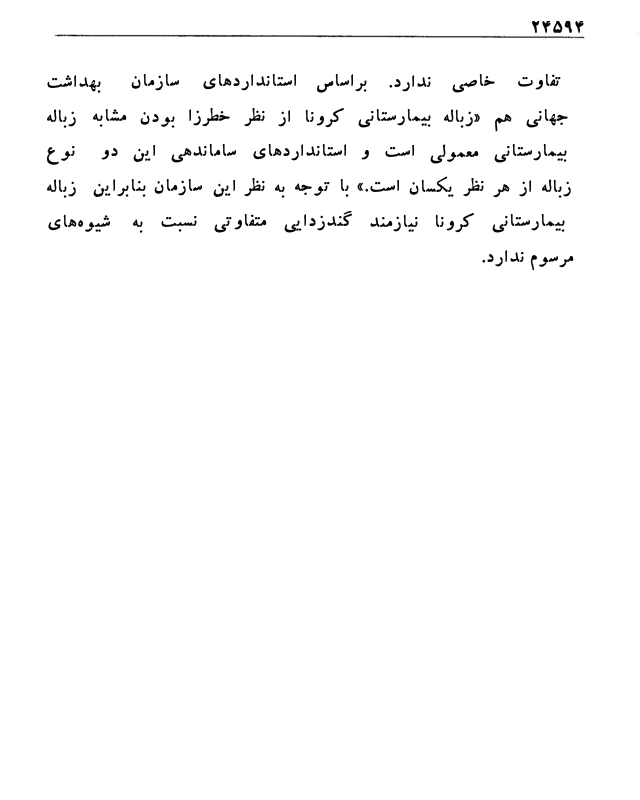 ۲۴۵۹۴
تفاوت خاصی ندارد. براساس استانداردهای سازمان بهداشت
جهانی هم «زباله بیمارستانی کرونا از نظر خطرزا بودن مشابه زباله
بیمارستانی معمولی است و استانداردهای ساماندهی این دو نوع
زباله از هر نظر یکسان است.» با توجه به نظر این سازمان بنابراین زباله
بیمارستانی کرونا نیازمند گندزدایی متفاوتی نسبت به شیوه‌های
مرسوم ندارد.